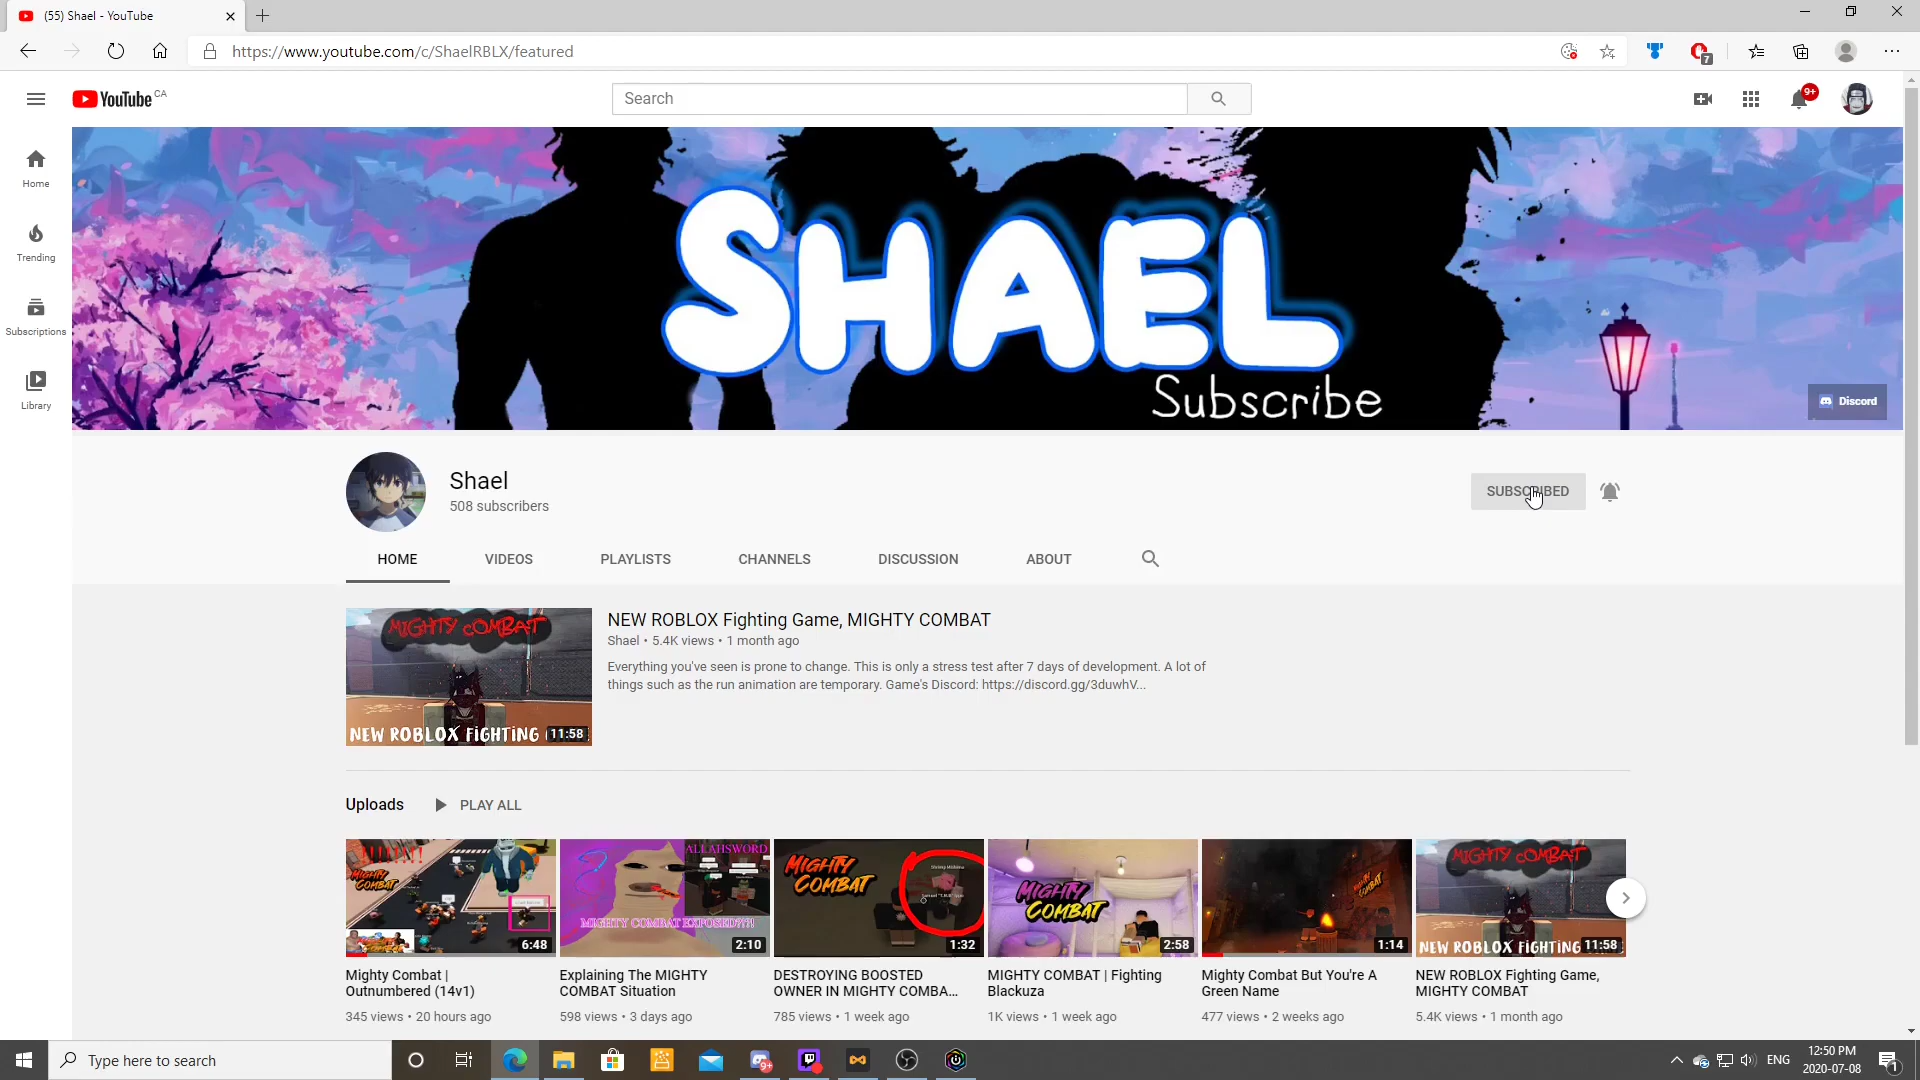 (55) Shael - YouTube
https://www.youtube.com/c/ShaelRBLX/featured
7
YouTube CA
Search
9+
Home
Trending
Subscriptions
Library
SHAEL
Subscribe
Discord
Shael
508 subscribers
SUBSCRIBED
HOME VIDEOS PLAYLISTS CHANNELS DISCUSSION ABOUT
MIGHTY COMBAT
NEW ROBLOX FIGHTING
11:58
NEW ROBLOX Fighting Game, MIGHTY COMBAT
Shael • 5.4K views • 1 month ago
Everything you've seen is prone to change. This is only a stress test after 7 days of development. A lot of
things such as the run animation are temporary. Game's Discord: https://discord.gg/3duwhV...
Uploads PLAY ALL
!!!!!!!
MIGHTY COMBAT
6:48
Mighty Combat |
Outnumbered (14v1)
345 views • 20 hours ago
ALLAHSWORD
MIGHTY COMBAT EXPOSED?!?!
2:10
Explaining The MIGHTY
COMBAT Situation
598 views • 3 days ago
MIGHTY COMBAT
1:32
DESTROYING BOOSTED
OWNER IN MIGHTY COMBA...
785 views • 1 week ago
MIGHTY COMBAT
2:58
MIGHTY COMBAT | Fighting
Blackuza
1K views • 1 week ago
MIGHTY COMBAT
1:14
Mighty Combat But You're A
Green Name
477 views • 2 weeks ago
MIGHTY COMBAT
NEW ROBLOX FIGHTING
11:58
NEW ROBLOX Fighting Game,
MIGHTY COMBAT
5.4K views • 1 month ago
Type here to search
9+
ENG
12:50 PM
2020-07-08
1